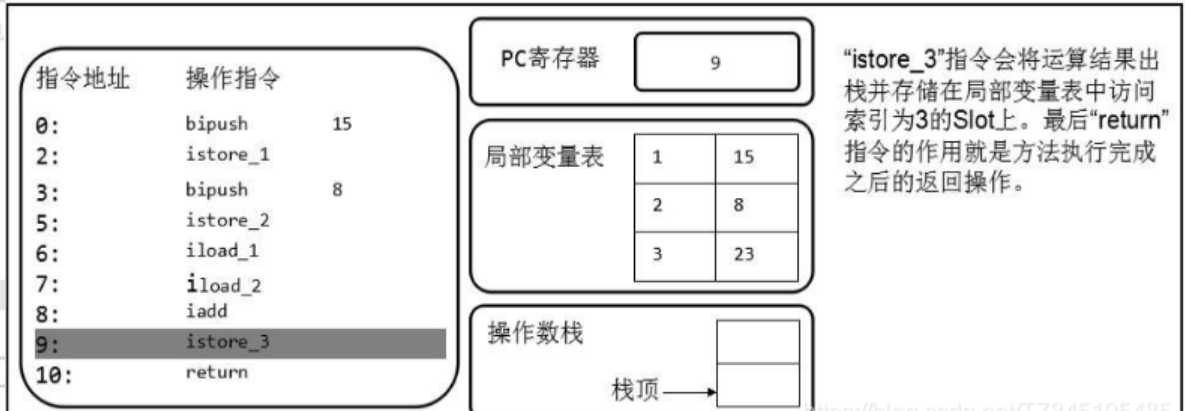 指令地址 操作指令
0: bipush 15
2: istore_1
3: bipush 8
5: istore_2
6: iload_1
7: iload_2
8: iadd
9: istore_3
10: return
PC寄存器 9
局部变量表 1 15
2 8
3 23
操作数栈
栈顶
“istore_3”指令会将运算结果出
栈并存储在局部变量表中访问
索引为3的Slot上。最后“return”
指令的作用就是方法执行完成
之后的返回操作。